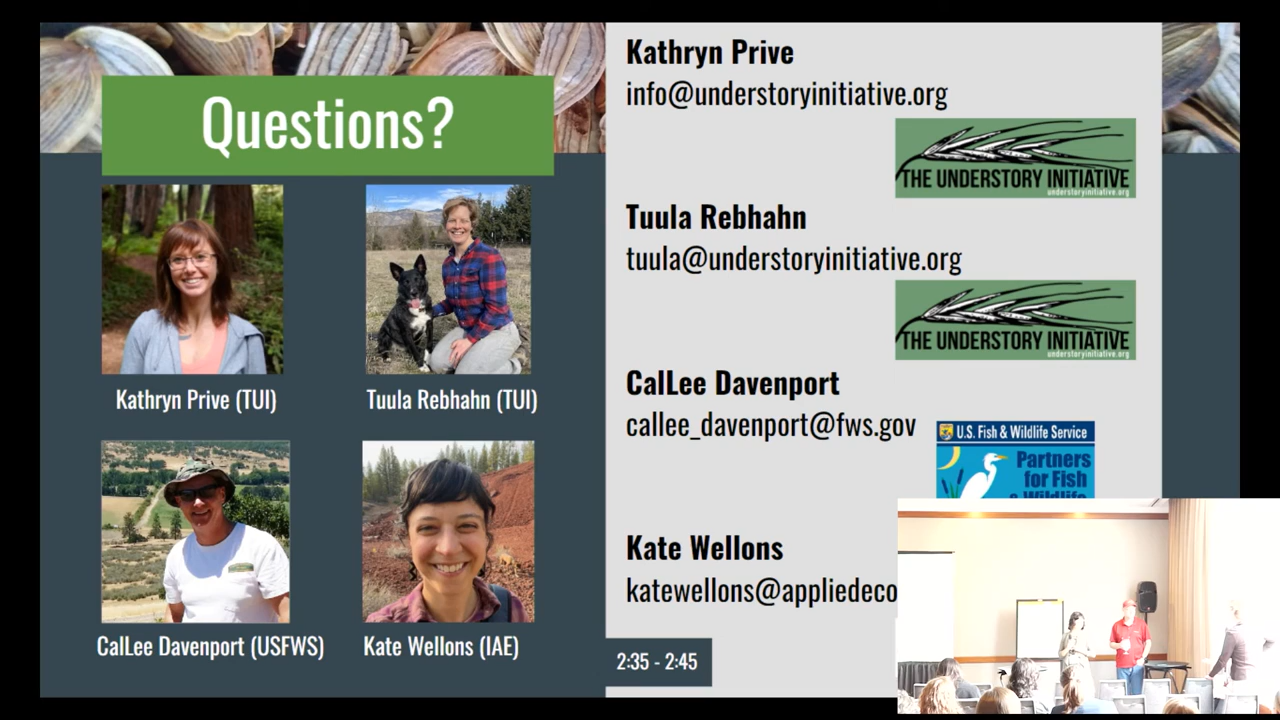 Questions?
Kathryn Prive (TUI)
Tuula Rebhahn (TUI)
CalLee Davenport (USFWS)
Kate Wellons (IAE)
Kathryn Prive
info@understoryinitiative.org
THE UNDERSTORY INITIATIVE
understoryinitiative.org
Tuula Rebhahn
tuula@understoryinitiative.org
THE UNDERSTORY INITIATIVE
understoryinitiative.org
CalLee Davenport
callee_davenport@fws.gov
U.S. Fish & Wildlife Service
Partners
for Fish
& Wildlife
Kate Wellons
katewellons@appliedeco
2:35 - 2:45